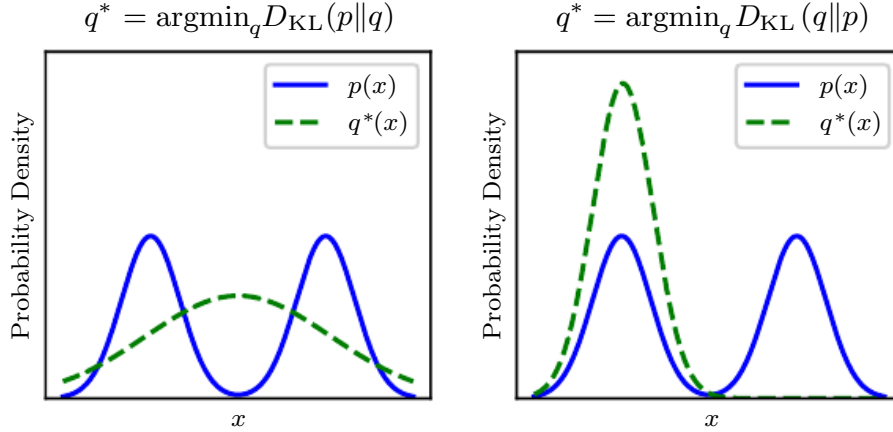 q* = argmin_q D_KL(p‖q)
p(x)
q*(x)
Probability Density
x
q* = argmin_q D_KL (q‖p)
p(x)
q*(x)
Probability Density
x